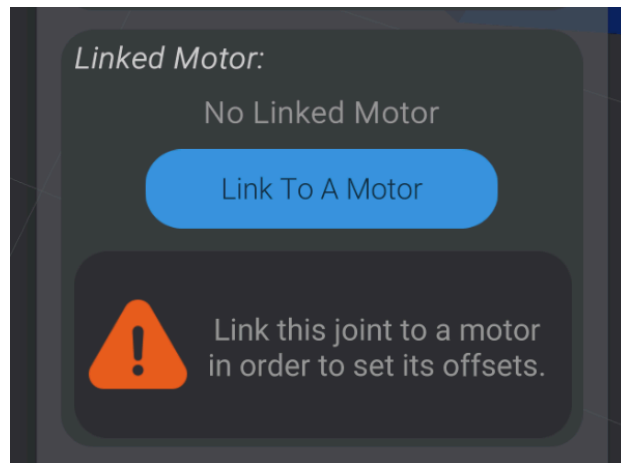 Linked Motor:
No Linked Motor
Link To A Motor
Link this joint to a motor
in order to set its offsets.